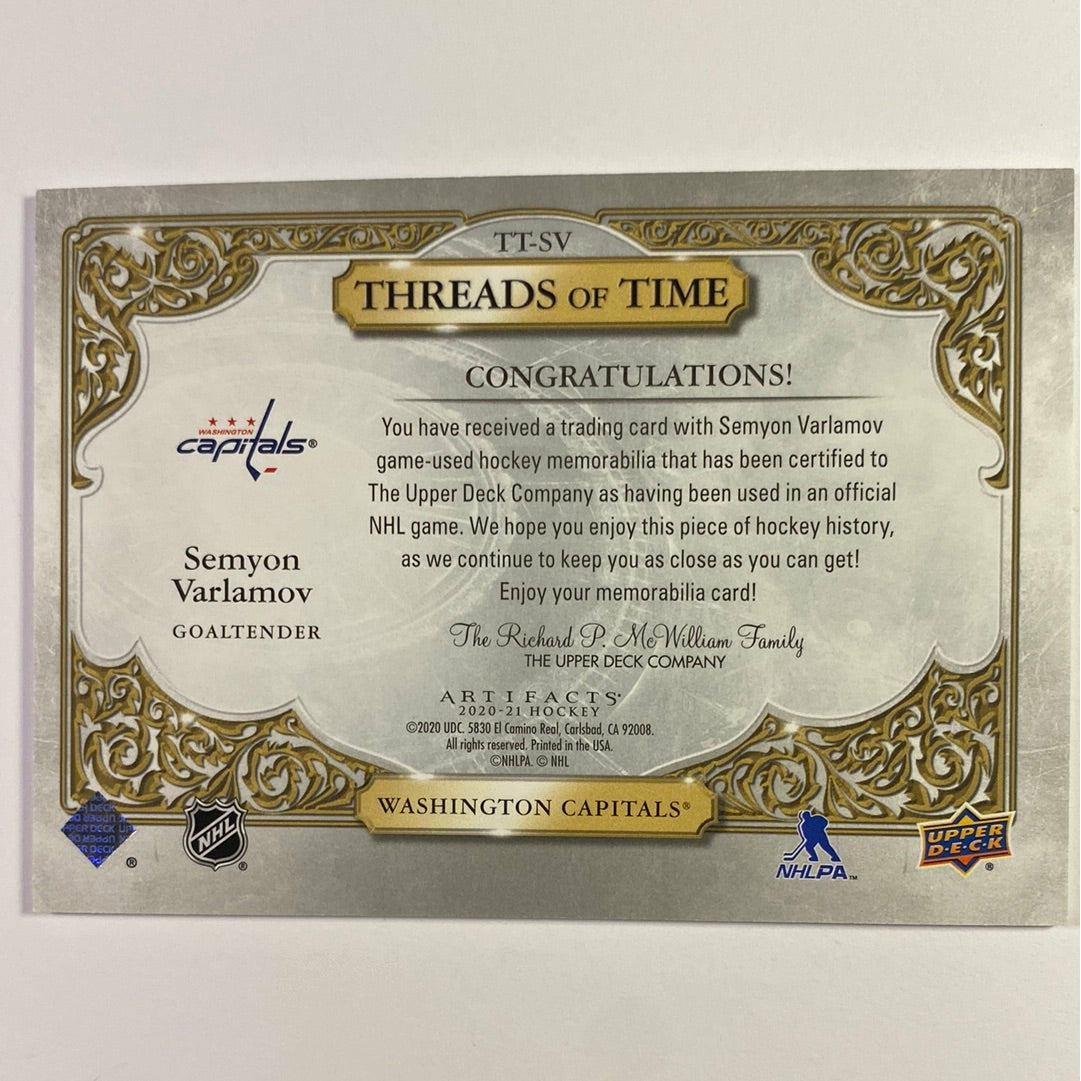 TT-SV
THREADS OF TIME
CONGRATULATIONS!
You have received a trading card with Semyon Varlamov
game-used hockey memorabilia that has been certified to
The Upper Deck Company as having been used in an official
NHL game. We hope you enjoy this piece of hockey history,
as we continue to keep you as close as you can get!
Enjoy your memorabilia card!
The Richard P. McWilliam Family
THE UPPER DECK COMPANY
WASHINGTON
capitals®
Semyon
Varlamov
GOALTENDER
ARTIFACTS®
2020-21 HOCKEY
©2020 UDC. 5830 El Camino Real, Carlsbad, CA 92008.
All rights reserved. Printed in the USA.
©NHLPA. © NHL
WASHINGTON CAPITALS®
®
NHL
®
NHLPA™
UPPER
D•E•C•K
®